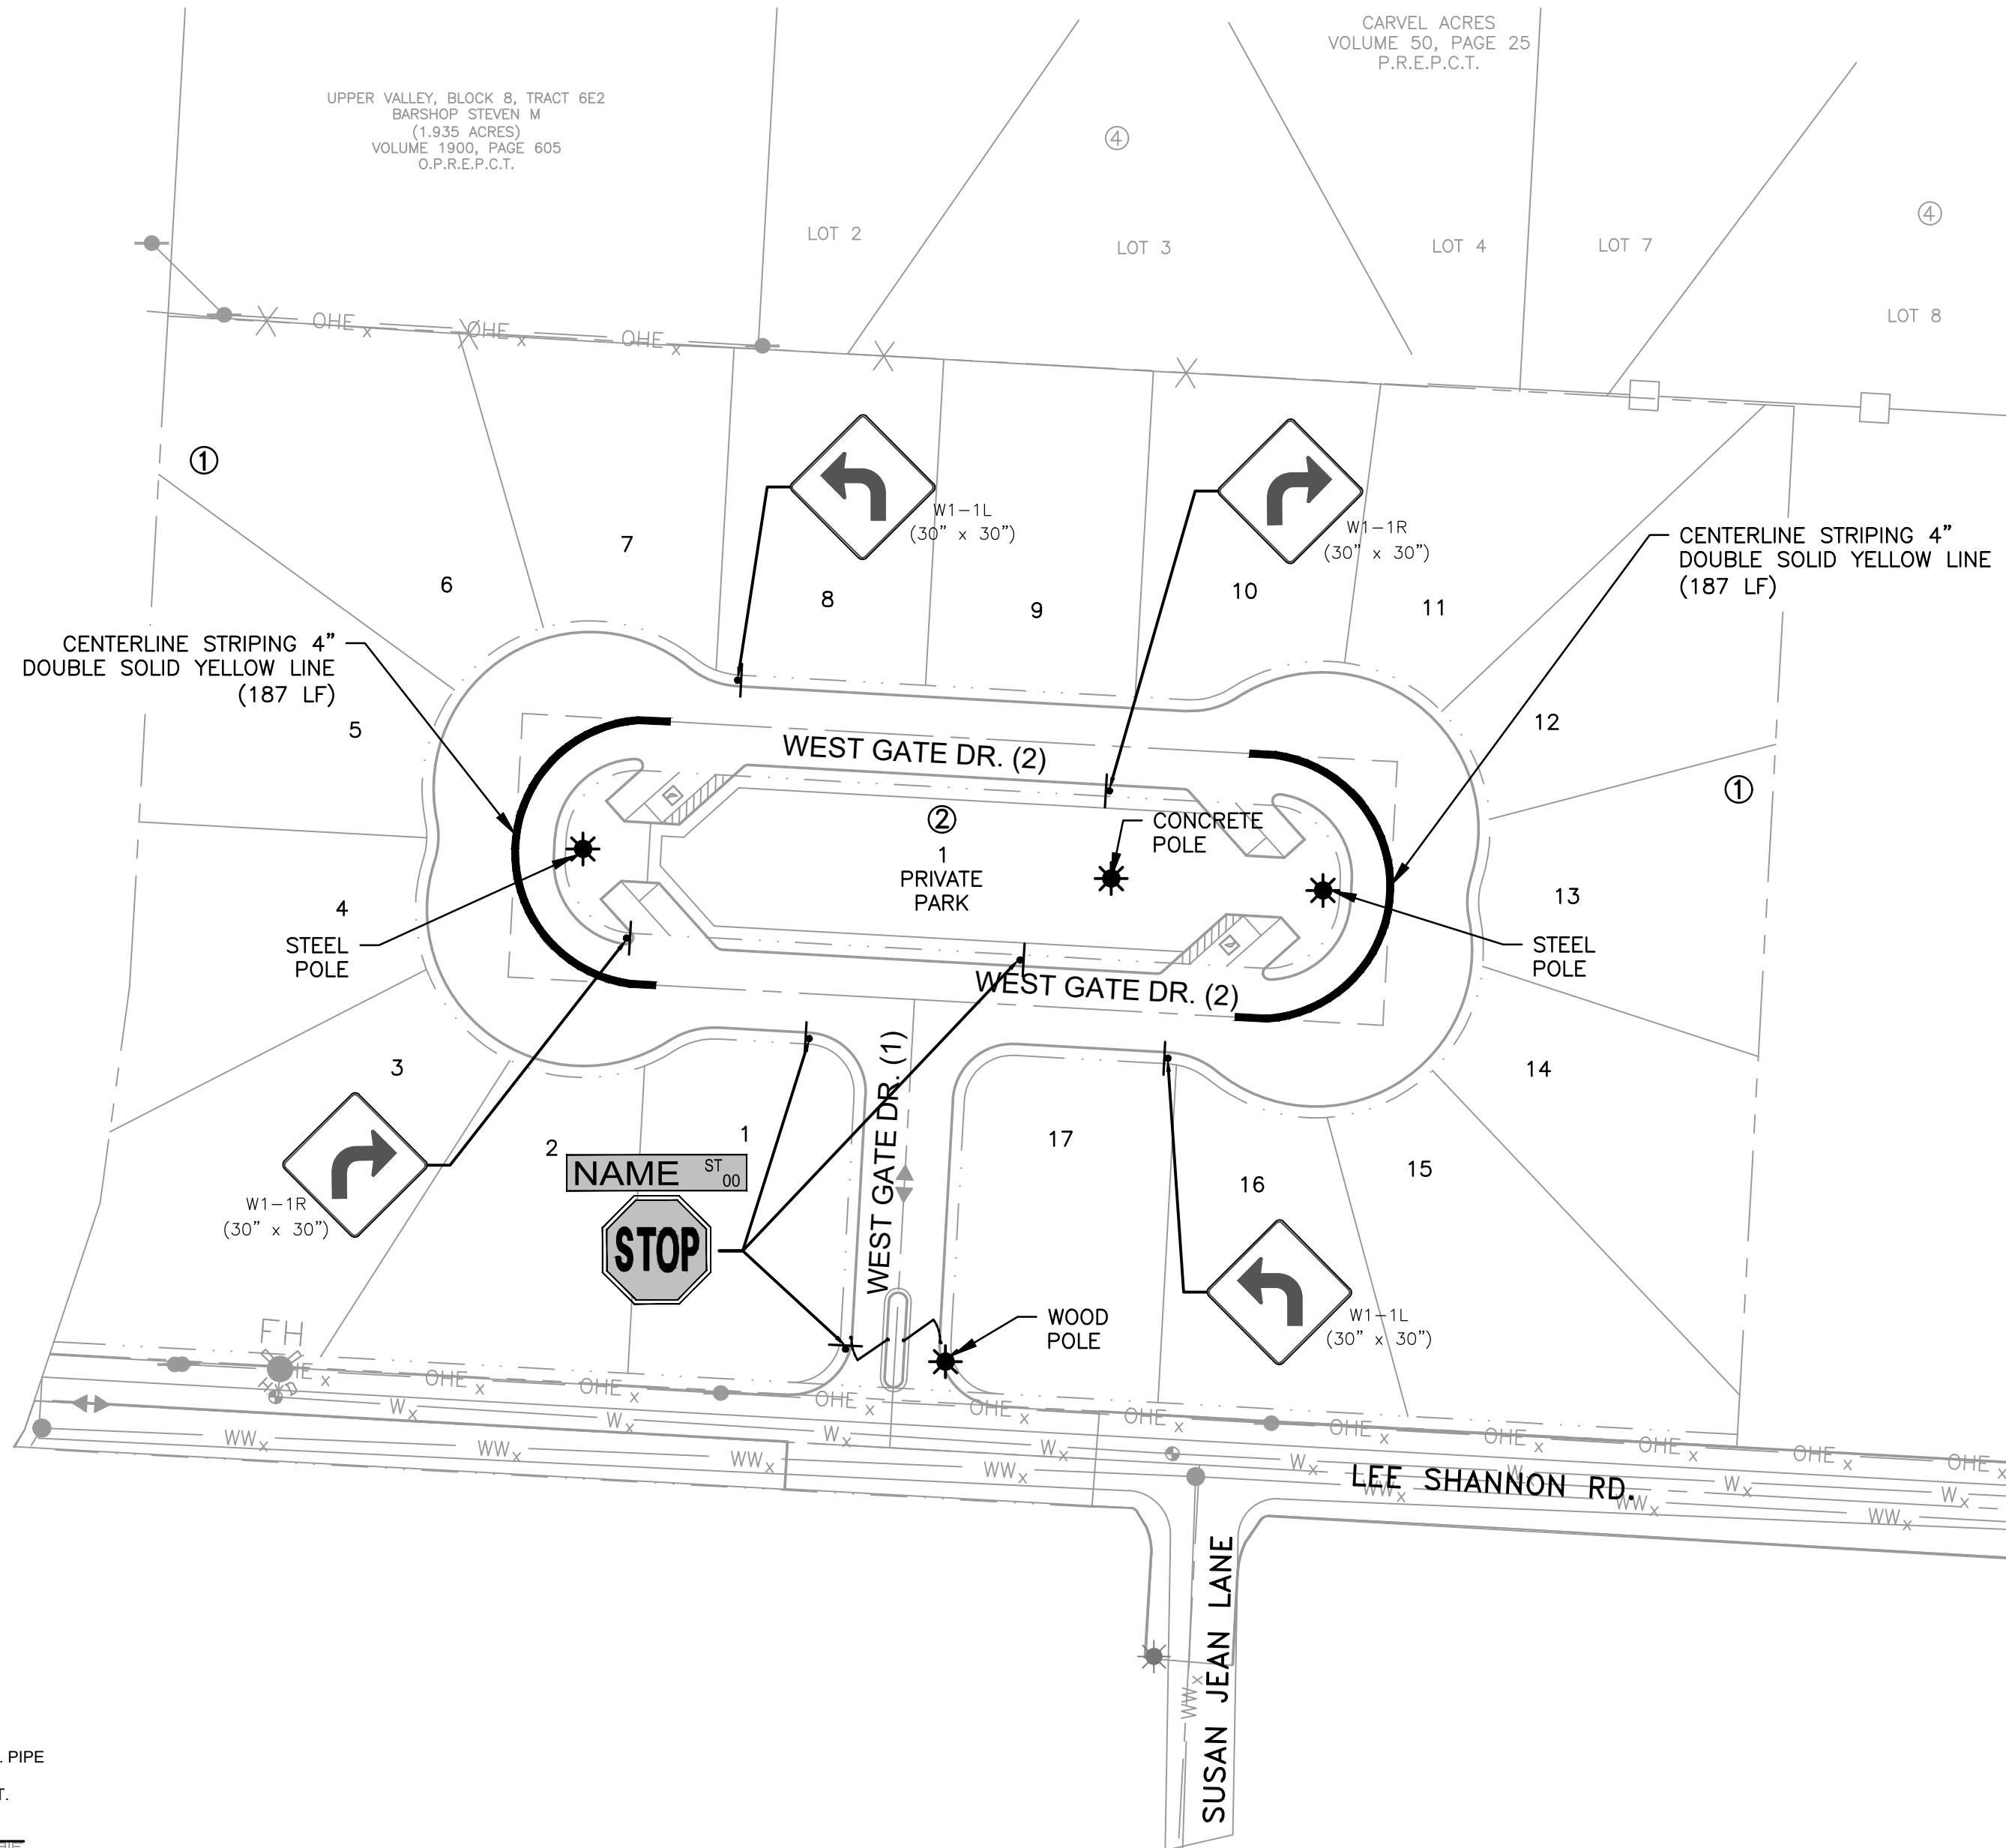 CARVEL ACRES
VOLUME 50, PAGE 25
P.R.E.P.C.T.
UPPER VALLEY, BLOCK 8, TRACT 6E2
BARSHOP STEVEN M
(1.935 ACRES)
VOLUME 1900, PAGE 605
O.P.R.E.P.C.T.
4
4
LOT 2
LOT 3
LOT 4
LOT 7
LOT 8
OHE x
OHE x
OHE x
1
W1-1L
(30" x 30")
W1-1R
(30" x 30")
CENTERLINE STRIPING 4"
DOUBLE SOLID YELLOW LINE
(187 LF)
7
6
8
9
10
11
CENTERLINE STRIPING 4"
DOUBLE SOLID YELLOW LINE
(187 LF)
5
12
WEST GATE DR. (2)
1
2
1
PRIVATE
PARK
CONCRETE
POLE
4
13
STEEL
POLE
STEEL
POLE
WEST GATE DR. (2)
WEST GATE DR. (1)
3
14
2
1
17
15
16
NAME ST 00
STOP
W1-1R
(30" x 30")
WOOD
POLE
W1-1L
(30" x 30")
FH
OHE x
OHE x
OHE x
OHE x
OHE x
OHE x
OHE x
OHE x
OHE x
OHE x
W x
W x
W x
W x
W x
W x
W x
W x
WW x
WW x
WW x
WW x
WW x
WW x
WW x
LEE SHANNON RD.
SUSAN JEAN LANE
WW x
. PIPE
T.